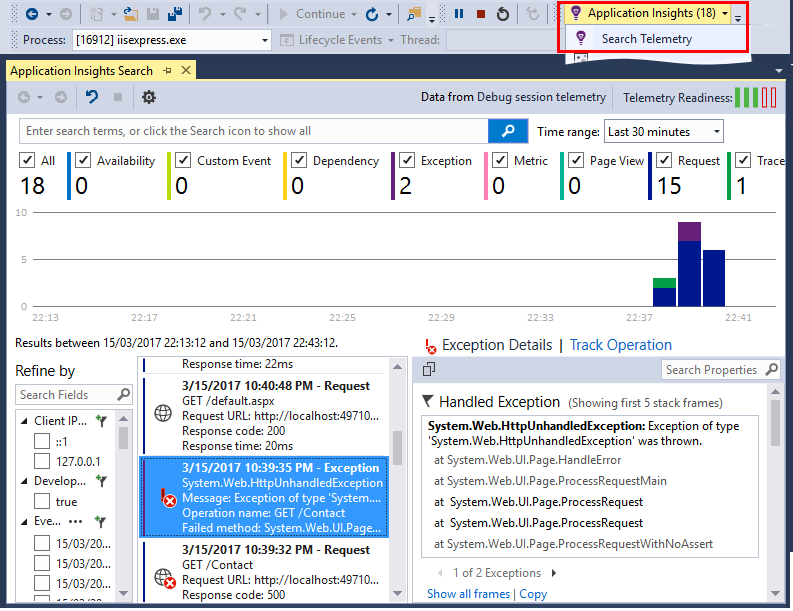 Continue
Application Insights (18)
Process: [16912] iisexpress.exe
Lifecycle Events
Thread:
Search Telemetry
Application Insights Search
Data from Debug session telemetry
Telemetry Readiness:
Enter search terms, or click the Search icon to show all
Time range:
Last 30 minutes
All
Availability
Custom Event
Dependency
Exception
Metric
Page View
Request
Trace
18
0
0
0
2
0
0
15
1
10
5
0
22:13
22:17
22:21
22:25
22:29
22:33
22:37
22:41
Results between 15/03/2017 22:13:12 and 15/03/2017 22:43:12.
Refine by
Search Fields
Client IP...
::1
127.0.0.1
Develop...
true
Eve...
15/03/20...
15/03/20...
15/03/20...
Response time: 22ms
3/15/2017 10:40:48 PM - Request
GET /default.aspx
Request URL: http://localhost:49710...
Response code: 200
Response time: 20ms
3/15/2017 10:39:35 PM - Exception
System.Web.HttpUnhandledException
Message: Exception of type 'System....
Operation name: GET /Contact
Failed method: System.Web.UI.Page...
3/15/2017 10:39:32 PM - Request
GET /Contact
Request URL: http://localhost:49710...
Response code: 500
Exception Details | Track Operation
Search Properties
Handled Exception (Showing first 5 stack frames)
System.Web.HttpUnhandledException: Exception of type
'System.Web.HttpUnhandledException' was thrown.
at System.Web.UI.Page.HandleError
at System.Web.UI.Page.ProcessRequestMain
at System.Web.UI.Page.ProcessRequest
at System.Web.UI.Page.ProcessRequest
at System.Web.UI.Page.ProcessRequestWithNoAssert
1 of 2 Exceptions
Show all frames | Copy